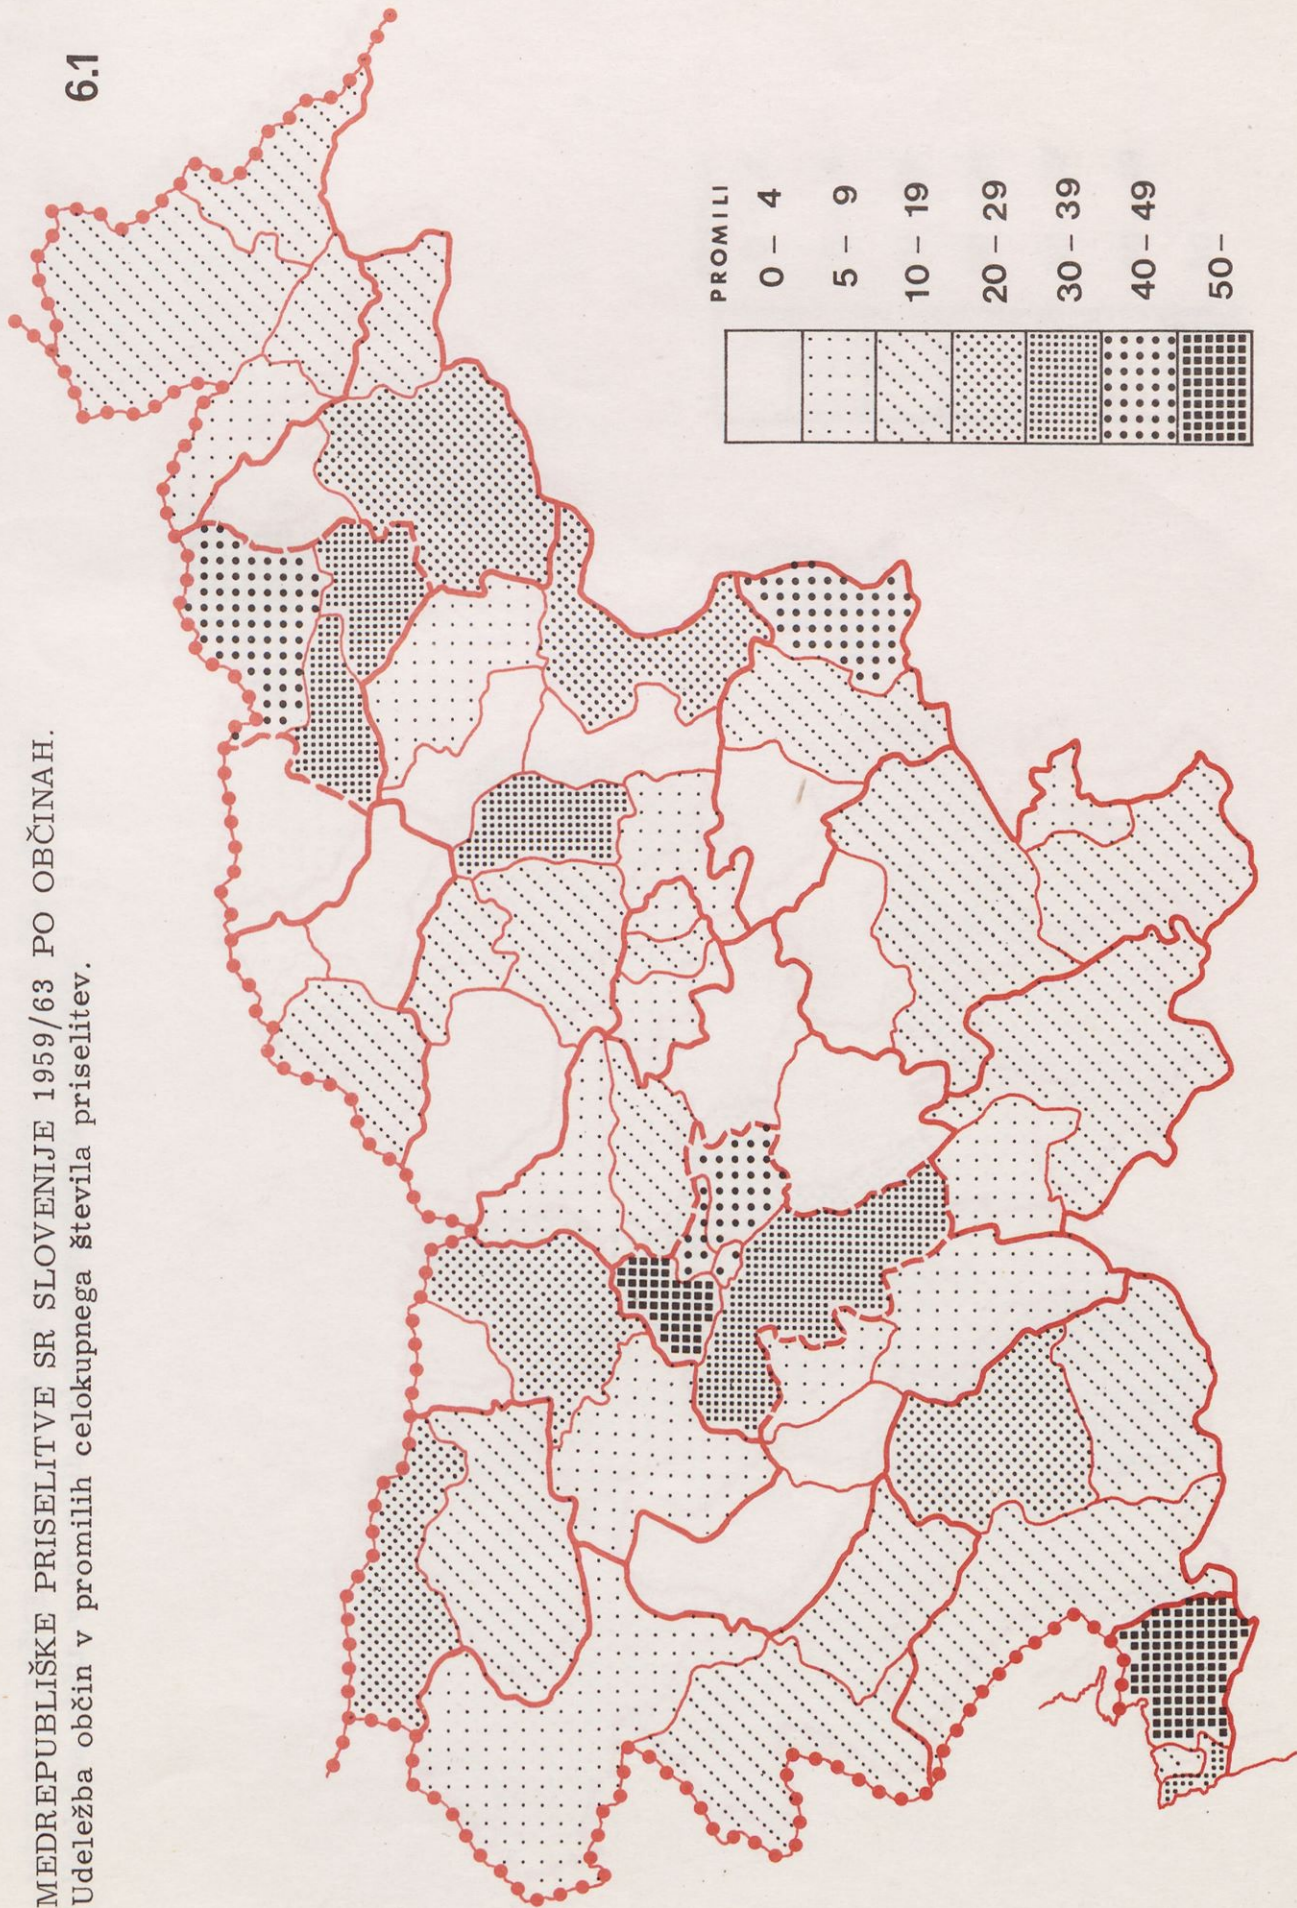 MEDREPUBLIŠKE PRISELITVE SR SLOVENIJE 1959/63 PO OBČINAH.
Udeležba občin v promilih celokupnega števila priselitev.
6.1
PROMILI
0 – 4
5 – 9
10 – 19
20 – 29
30 – 39
40 – 49
50 –